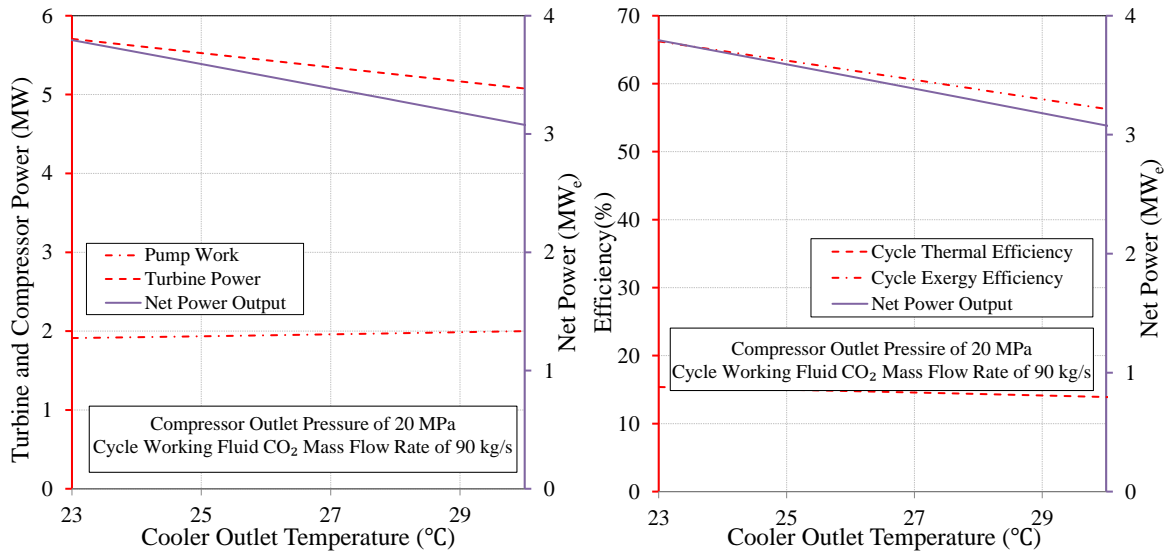 6
5
4
3
2
1
0
Turbine and Compressor Power (MW)
4
3
2
1
0
Net Power (MWₑ)
Pump Work
Turbine Power
Net Power Output
Compressor Outlet Pressure of 20 MPa
Cycle Working Fluid CO₂ Mass Flow Rate of 90 kg/s
23
25
27
29
Cooler Outlet Temperature (℃)
70
60
50
40
30
20
10
0
Efficiency(%)
4
3
2
1
0
Net Power (MWₑ)
Cycle Thermal Efficiency
Cycle Exergy Efficiency
Net Power Output
Compressor Outlet Pressire of 20 MPa
Cycle Working Fluid CO₂ Mass Flow Rate of 90 kg/s
23
25
27
29
Cooler Outlet Temperature (℃)